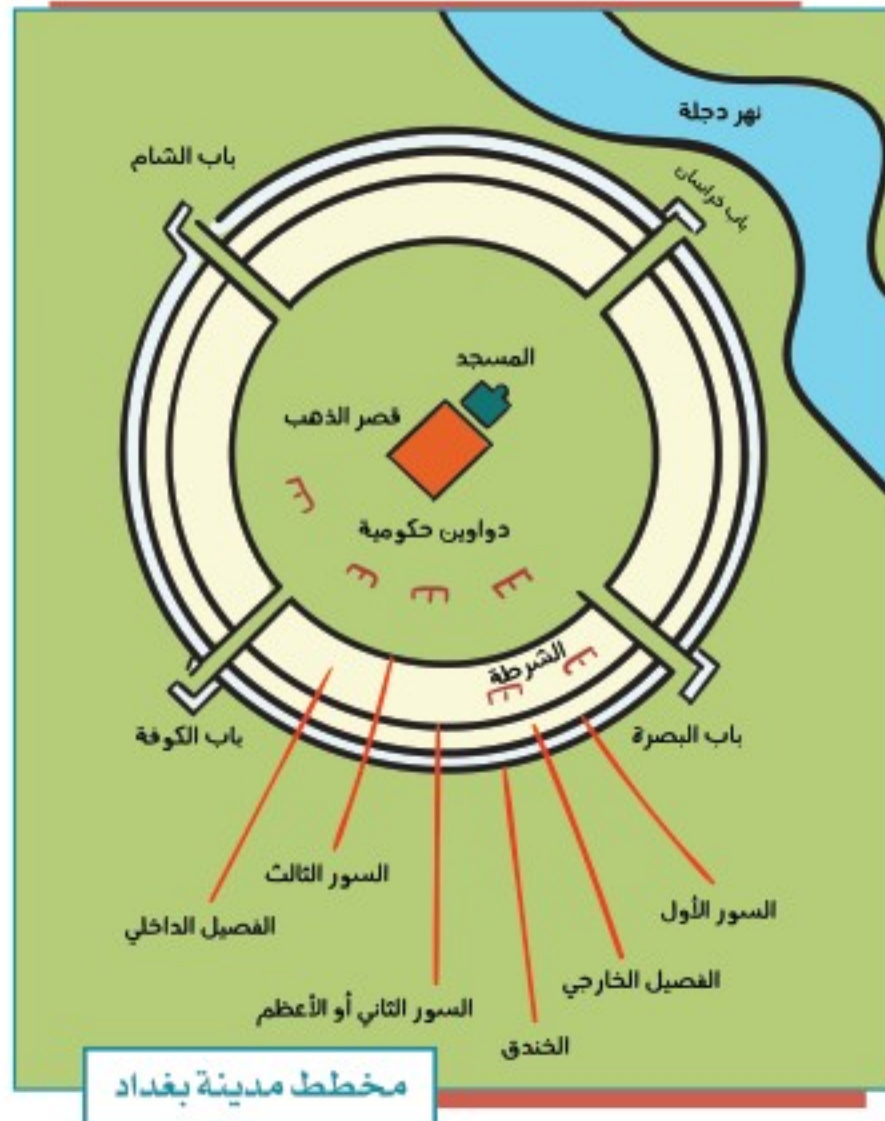 نهر دجلة
باب الشام
باب خراسان
المسجد
قصر الذهب
دواوين حكومية
الشرطة
باب البصرة
باب الكوفة
السور الثالث
السور الأول
الفصيل الداخلي
الفصيل الخارجي
السور الثاني أو الأعظم
الخندق
مخطط مدينة بغداد